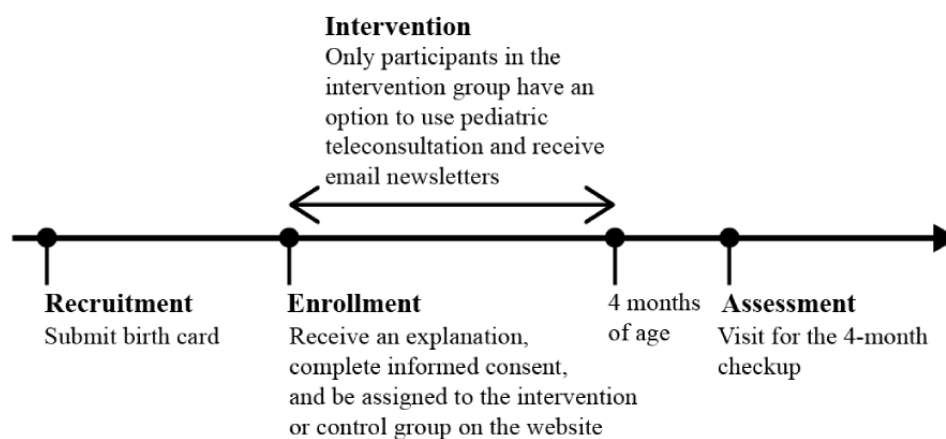 Intervention
Only participants in the
intervention group have an
option to use pediatric
teleconsultation and receive
email newsletters
Recruitment
Submit birth card
Enrollment
Receive an explanation,
complete informed consent,
and be assigned to the intervention
or control group on the website
4 months
of age
Assessment
Visit for the 4-month
checkup